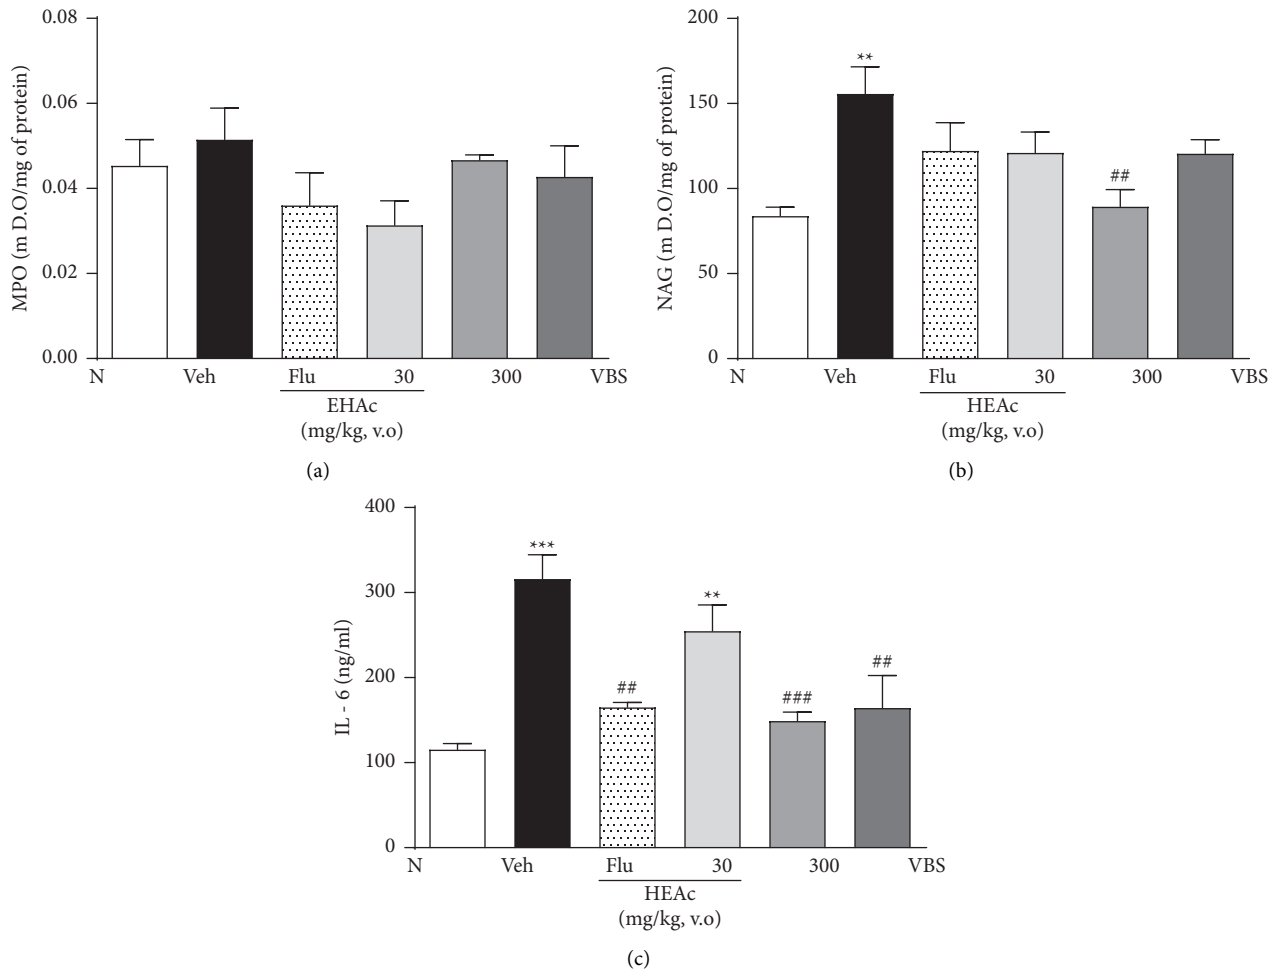 0.08
0.06
0.04
0.02
0.00
MPO (m D.O/mg of protein)
N Veh Flu 30 300 VBS
EHAc
(mg/kg, v.o)
(a)
200
150
100
50
0
NAG (m D.O/mg of protein)
**
##
N Veh Flu 30 300 VBS
HEAc
(mg/kg, v.o)
(b)
400
300
200
100
0
IL - 6 (ng/ml)
***
##
**
###
##
N Veh Flu 30 300 VBS
HEAc
(mg/kg, v.o)
(c)